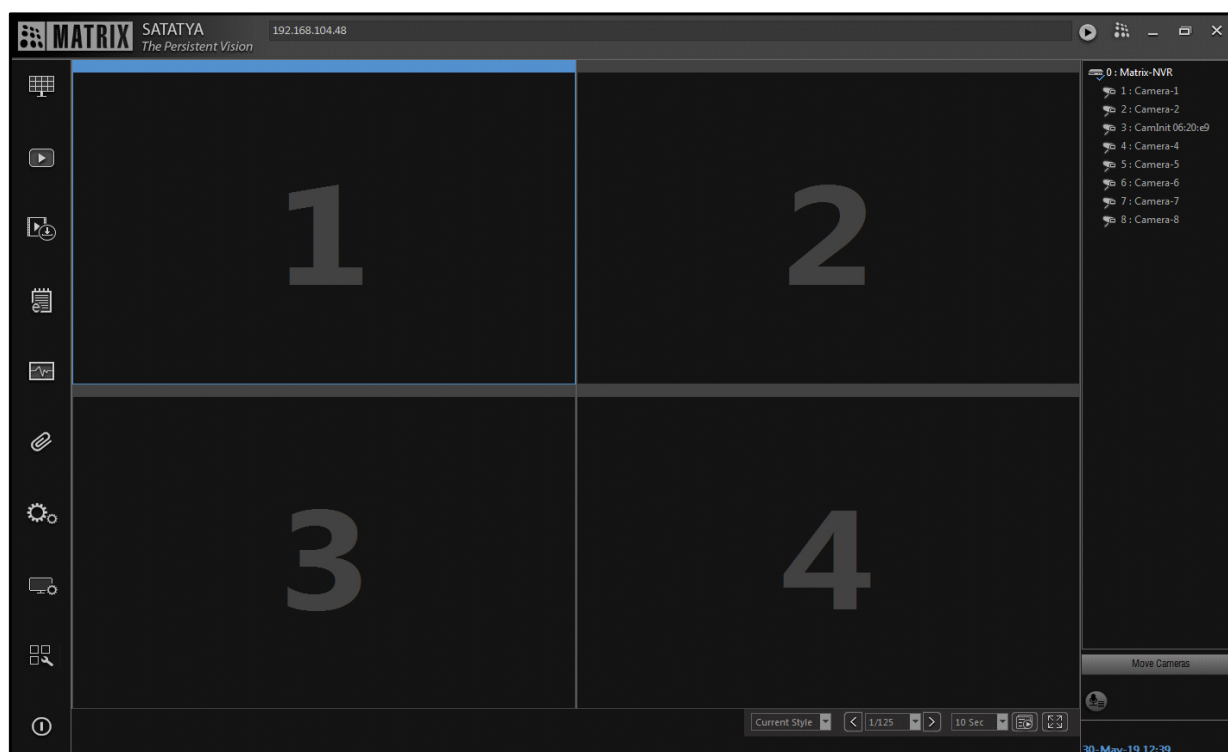 MATRIX SATATYA
The Persistent Vision
192.168.104.48
0 : Matrix-NVR
1 : Camera-1
2 : Camera-2
3 : CamInit 06:20:e9
4 : Camera-4
5 : Camera-5
6 : Camera-6
7 : Camera-7
8 : Camera-8
1
2
3
4
Move Cameras
Current Style
1/125
10 Sec
30-May-19 12:39